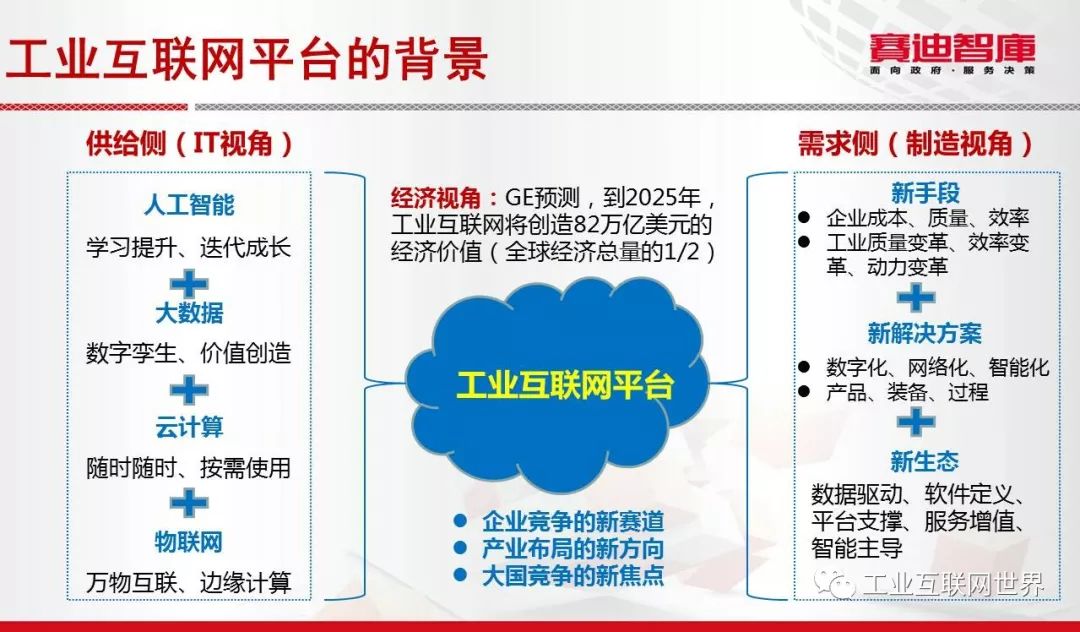 工业互联网平台的背景
賽迪智庫
面向政府·服务决策
供给侧（IT视角）
人工智能
学习提升、迭代成长
大数据
数字孪生、价值创造
云计算
随时随时、按需使用
物联网
万物互联、边缘计算
经济视角：GE预测，到2025年，
工业互联网将创造82万亿美元的
经济价值（全球经济总量的1/2）
工业互联网平台
● 企业竞争的新赛道
● 产业布局的新方向
● 大国竞争的新焦点
需求侧（制造视角）
新手段
● 企业成本、质量、效率
● 工业质量变革、效率变
革、动力变革
新解决方案
● 数字化、网络化、智能化
● 产品、装备、过程
新生态
数据驱动、软件定义、
平台支撑、服务增值、
智能主导
工业互联网世界